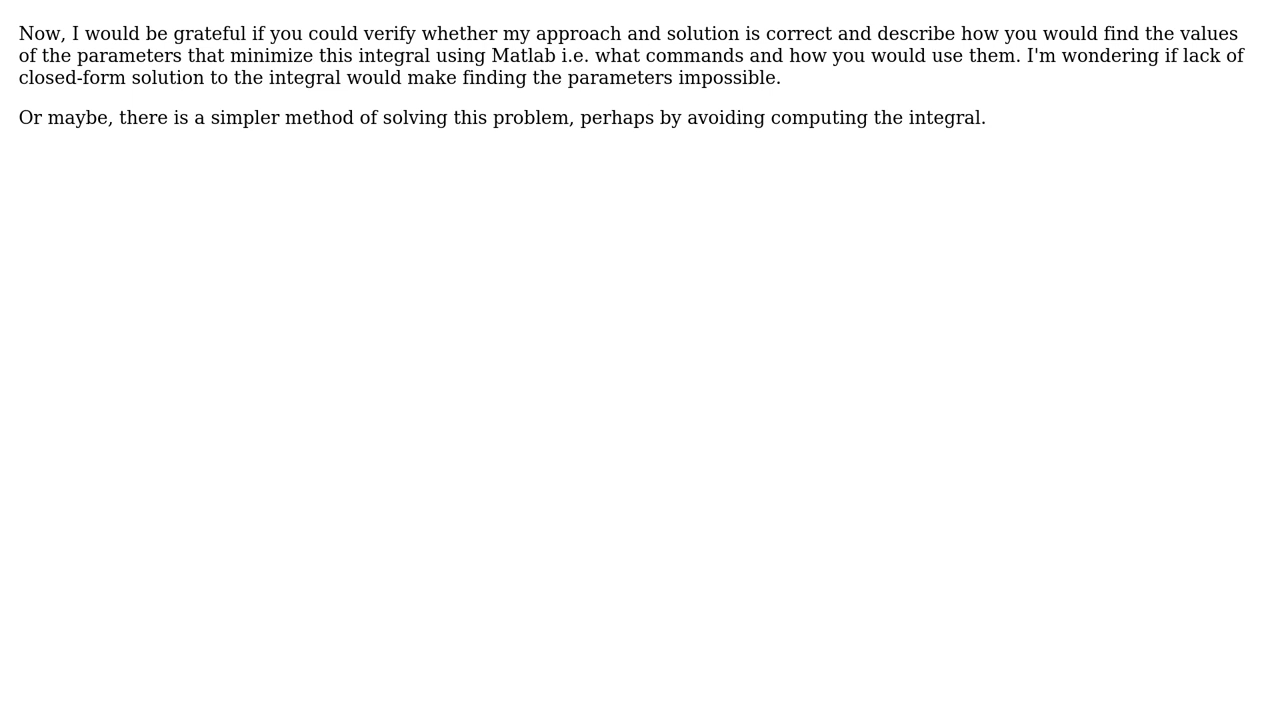 Now, I would be grateful if you could verify whether my approach and solution is correct and describe how you would find the values
of the parameters that minimize this integral using Matlab i.e. what commands and how you would use them. I'm wondering if lack of
closed-form solution to the integral would make finding the parameters impossible.
Or maybe, there is a simpler method of solving this problem, perhaps by avoiding computing the integral.